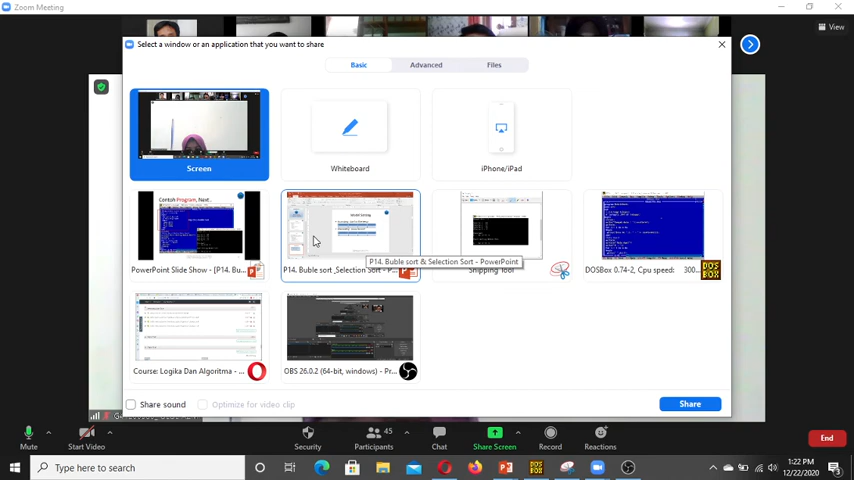 Zoom Meeting
View
Select a window or an application that you want to share
Basic
Advanced
Files
Screen
Whiteboard
iPhone/iPad
Contoh Program, Next..
PowerPoint Slide Show - [P14. Bu...
P14. Buble sort ,Selection Sort - P...
P14. Buble sort & Selection Sort - PowerPoint
Snipping Tool
DOSBox 0.74-2, Cpu speed: 300...
Course: Logika Dan Algoritma - ...
OBS 26.0.2 (64-bit, windows) - Pr...
Share sound
Optimize for video clip
Share
Mute
Start Video
Security
45
Participants
Chat
Share Screen
Record
Reactions
End
Type here to search
1:22 PM
12/22/2020